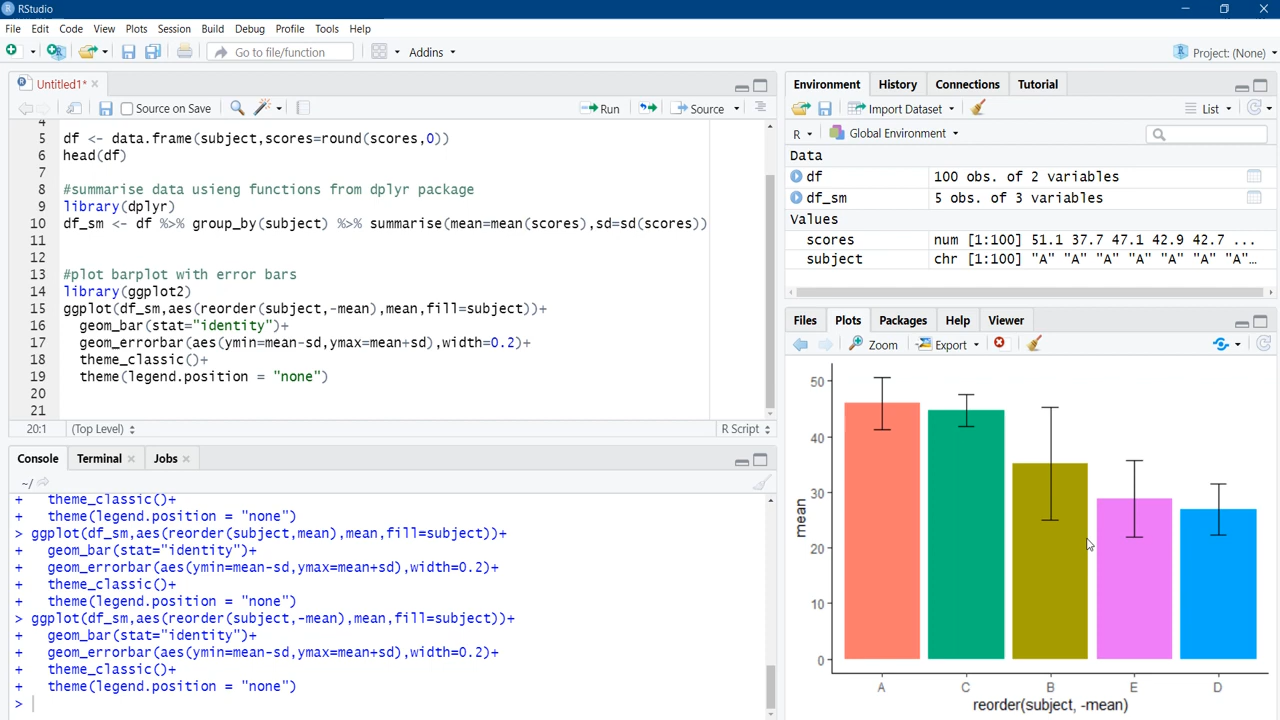 RStudio
File Edit Code View Plots Session Build Debug Profile Tools Help
Go to file/function Addins Project: (None)
Untitled1*
Source on Save Run Source
4
5 df <- data.frame(subject,scores=round(scores,0))
6 head(df)
7
8 #summarise data usieng functions from dplyr package
9 library(dplyr)
10 df_sm <- df %>% group_by(subject) %>% summarise(mean=mean(scores),sd=sd(scores))
11
12
13 #plot barplot with error bars
14 library(ggplot2)
15 ggplot(df_sm,aes(reorder(subject,-mean),mean,fill=subject))+
16 geom_bar(stat="identity")+
17 geom_errorbar(aes(ymin=mean-sd,ymax=mean+sd),width=0.2)+
18 theme_classic()+
19 theme(legend.position = "none")
20
21
20:1 (Top Level) R Script
Console Terminal Jobs
~/
+ theme_classic()+
+ theme(legend.position = "none")
> ggplot(df_sm,aes(reorder(subject,mean),mean,fill=subject))+
+ geom_bar(stat="identity")+
+ geom_errorbar(aes(ymin=mean-sd,ymax=mean+sd),width=0.2)+
+ theme_classic()+
+ theme(legend.position = "none")
> ggplot(df_sm,aes(reorder(subject,-mean),mean,fill=subject))+
+ geom_bar(stat="identity")+
+ geom_errorbar(aes(ymin=mean-sd,ymax=mean+sd),width=0.2)+
+ theme_classic()+
+ theme(legend.position = "none")
>
Environment History Connections Tutorial
Import Dataset List
R Global Environment
Data
df 100 obs. of 2 variables
df_sm 5 obs. of 3 variables
Values
scores num [1:100] 51.1 37.7 47.1 42.9 42.7 ...
subject chr [1:100] "A" "A" "A" "A" "A" "A" "A"…
Files Plots Packages Help Viewer
Zoom Export
50
40
30
20
10
0
mean
A C B E D
reorder(subject, -mean)